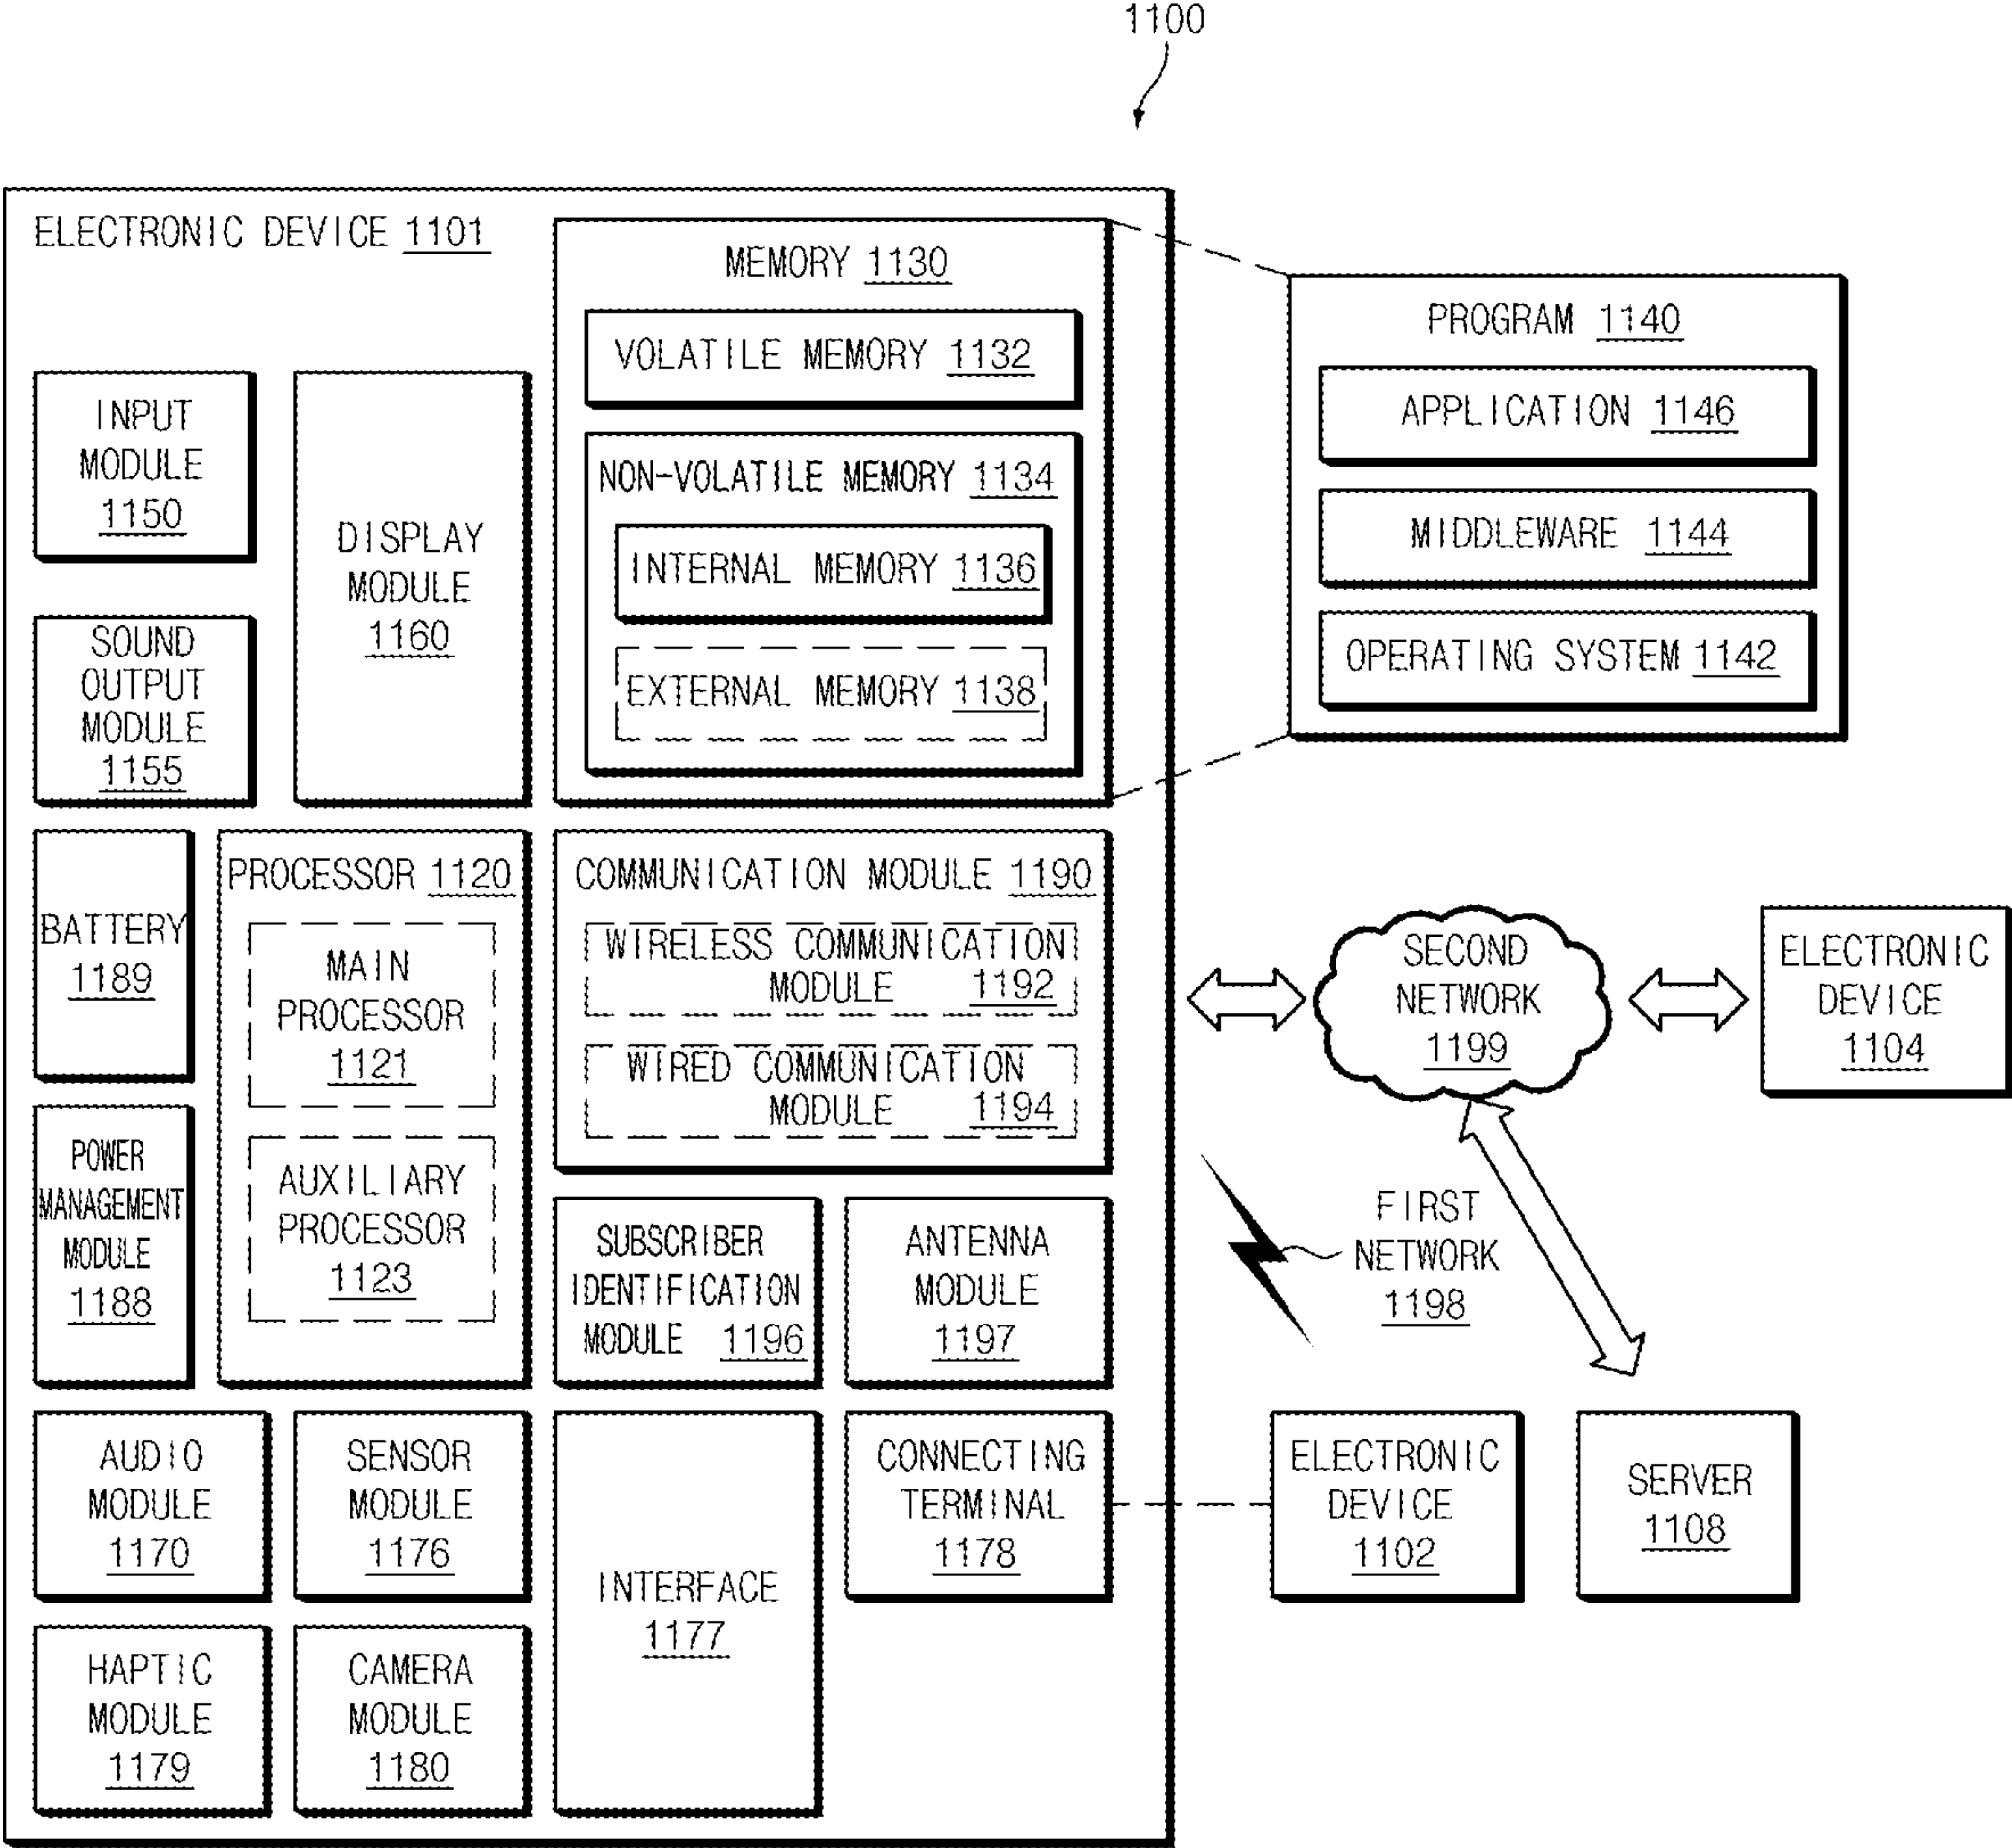 1100
ELECTRONIC DEVICE 1101
MEMORY 1130
VOLATILE MEMORY 1132
NON-VOLATILE MEMORY 1134
INTERNAL MEMORY 1136
EXTERNAL MEMORY 1138
PROGRAM 1140
APPLICATION 1146
MIDDLEWARE 1144
OPERATING SYSTEM 1142
INPUT
MODULE
1150
DISPLAY
MODULE
1160
SOUND
OUTPUT
MODULE
1155
BATTERY
1189
PROCESSOR 1120
MAIN
PROCESSOR
1121
AUXILIARY
PROCESSOR
1123
POWER
MANAGEMENT
MODULE
1188
COMMUNICATION MODULE 1190
WIRELESS COMMUNICATION
MODULE 1192
WIRED COMMUNICATION
MODULE 1194
SECOND
NETWORK
1199
ELECTRONIC
DEVICE
1104
SUBSCRIBER
IDENTIFICATION
MODULE 1196
ANTENNA
MODULE
1197
FIRST
NETWORK
1198
AUDIO
MODULE
1170
SENSOR
MODULE
1176
INTERFACE
1177
CONNECTING
TERMINAL
1178
ELECTRONIC
DEVICE
1102
SERVER
1108
HAPTIC
MODULE
1179
CAMERA
MODULE
1180